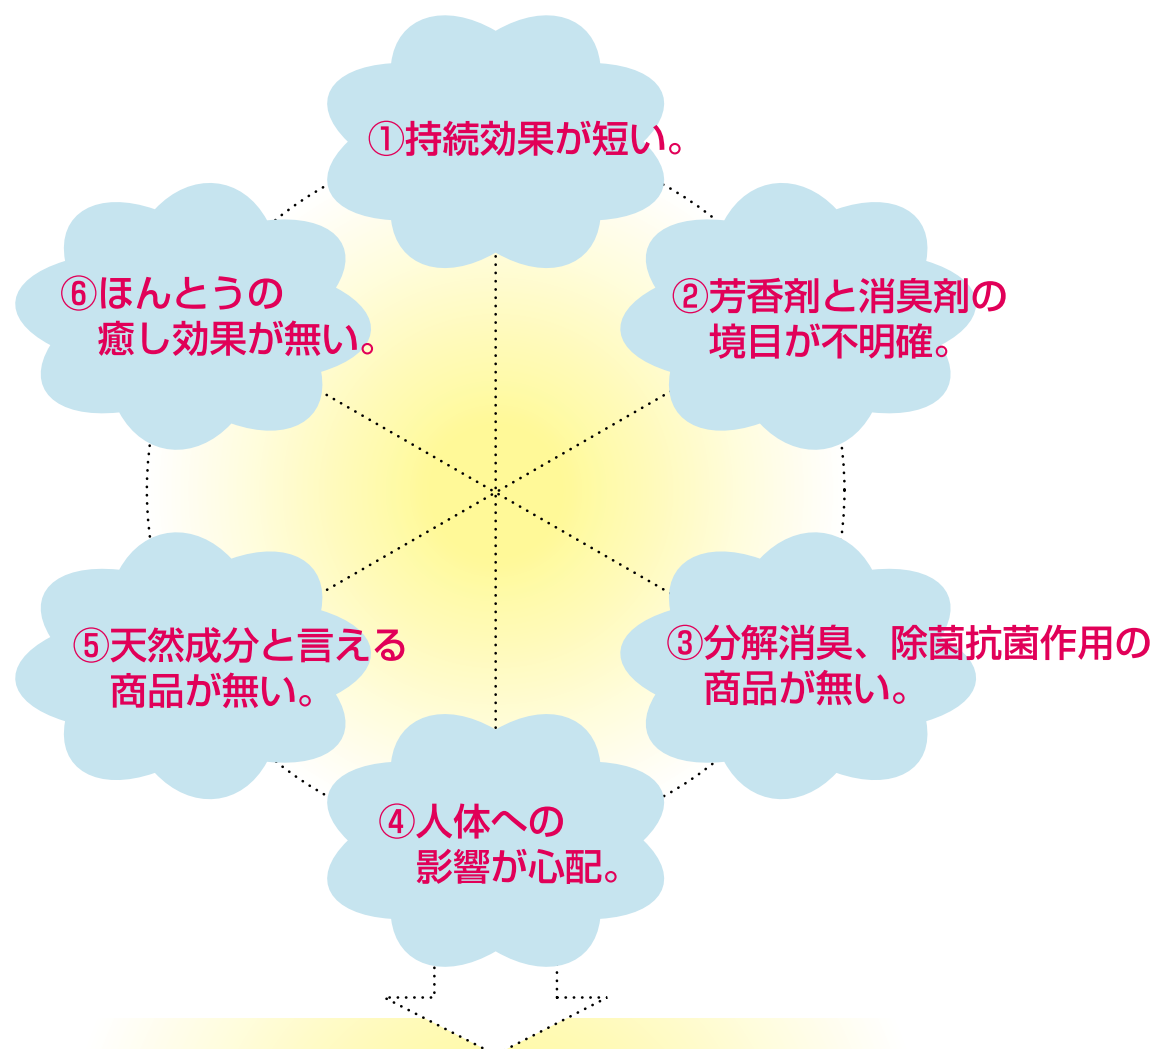 ①持続効果が短い。
②芳香剤と消臭剤の
境目が不明確。
③分解消臭、除菌抗菌作用の
商品が無い。
④人体への
影響が心配。
⑤天然成分と言える
商品が無い。
⑥ほんとうの
癒し効果が無い。